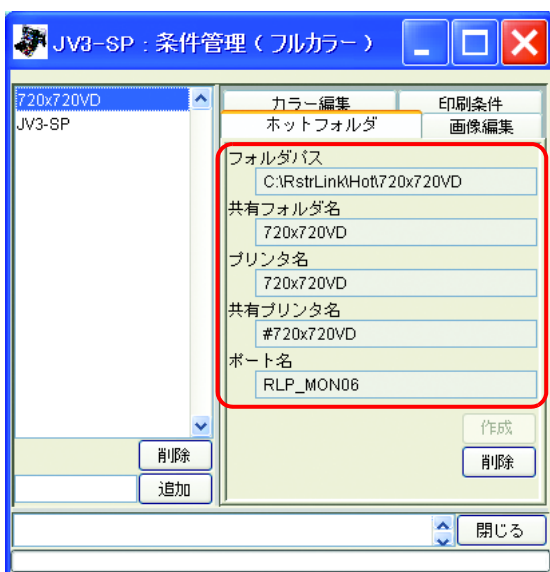 JV3-SP：条件管理（フルカラー）
720x720VD
JV3-SP
削除
追加
カラー編集
印刷条件
ホットフォルダ
画像編集
フォルダパス
C:\RstrLink\Hot\720x720VD
共有フォルダ名
720x720VD
プリンタ名
720x720VD
共有プリンタ名
#720x720VD
ポート名
RLP_MON06
作成
削除
閉じる